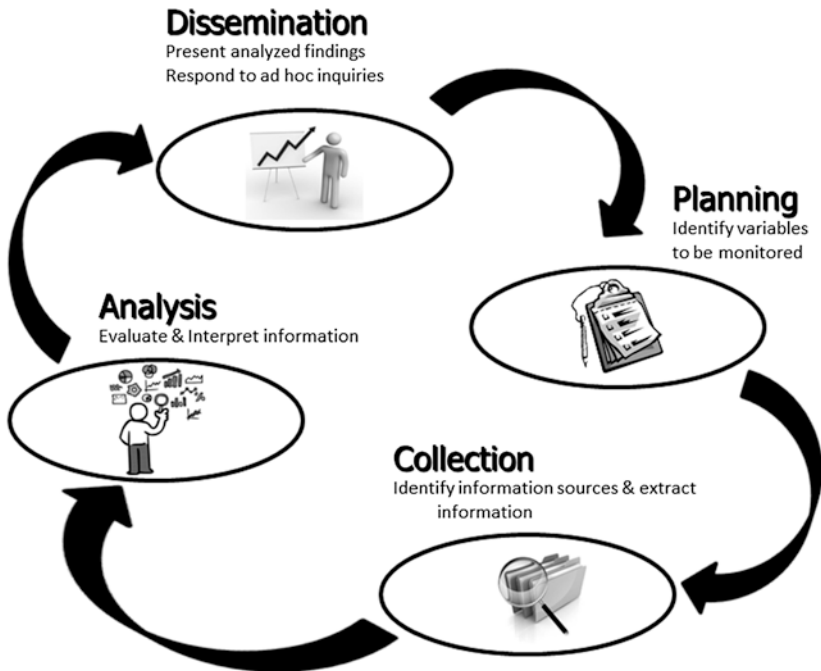 Dissemination
Present analyzed findings
Respond to ad hoc inquiries
Planning
Identify variables
to be monitored
Analysis
Evaluate & Interpret information
Collection
Identify information sources & extract
information